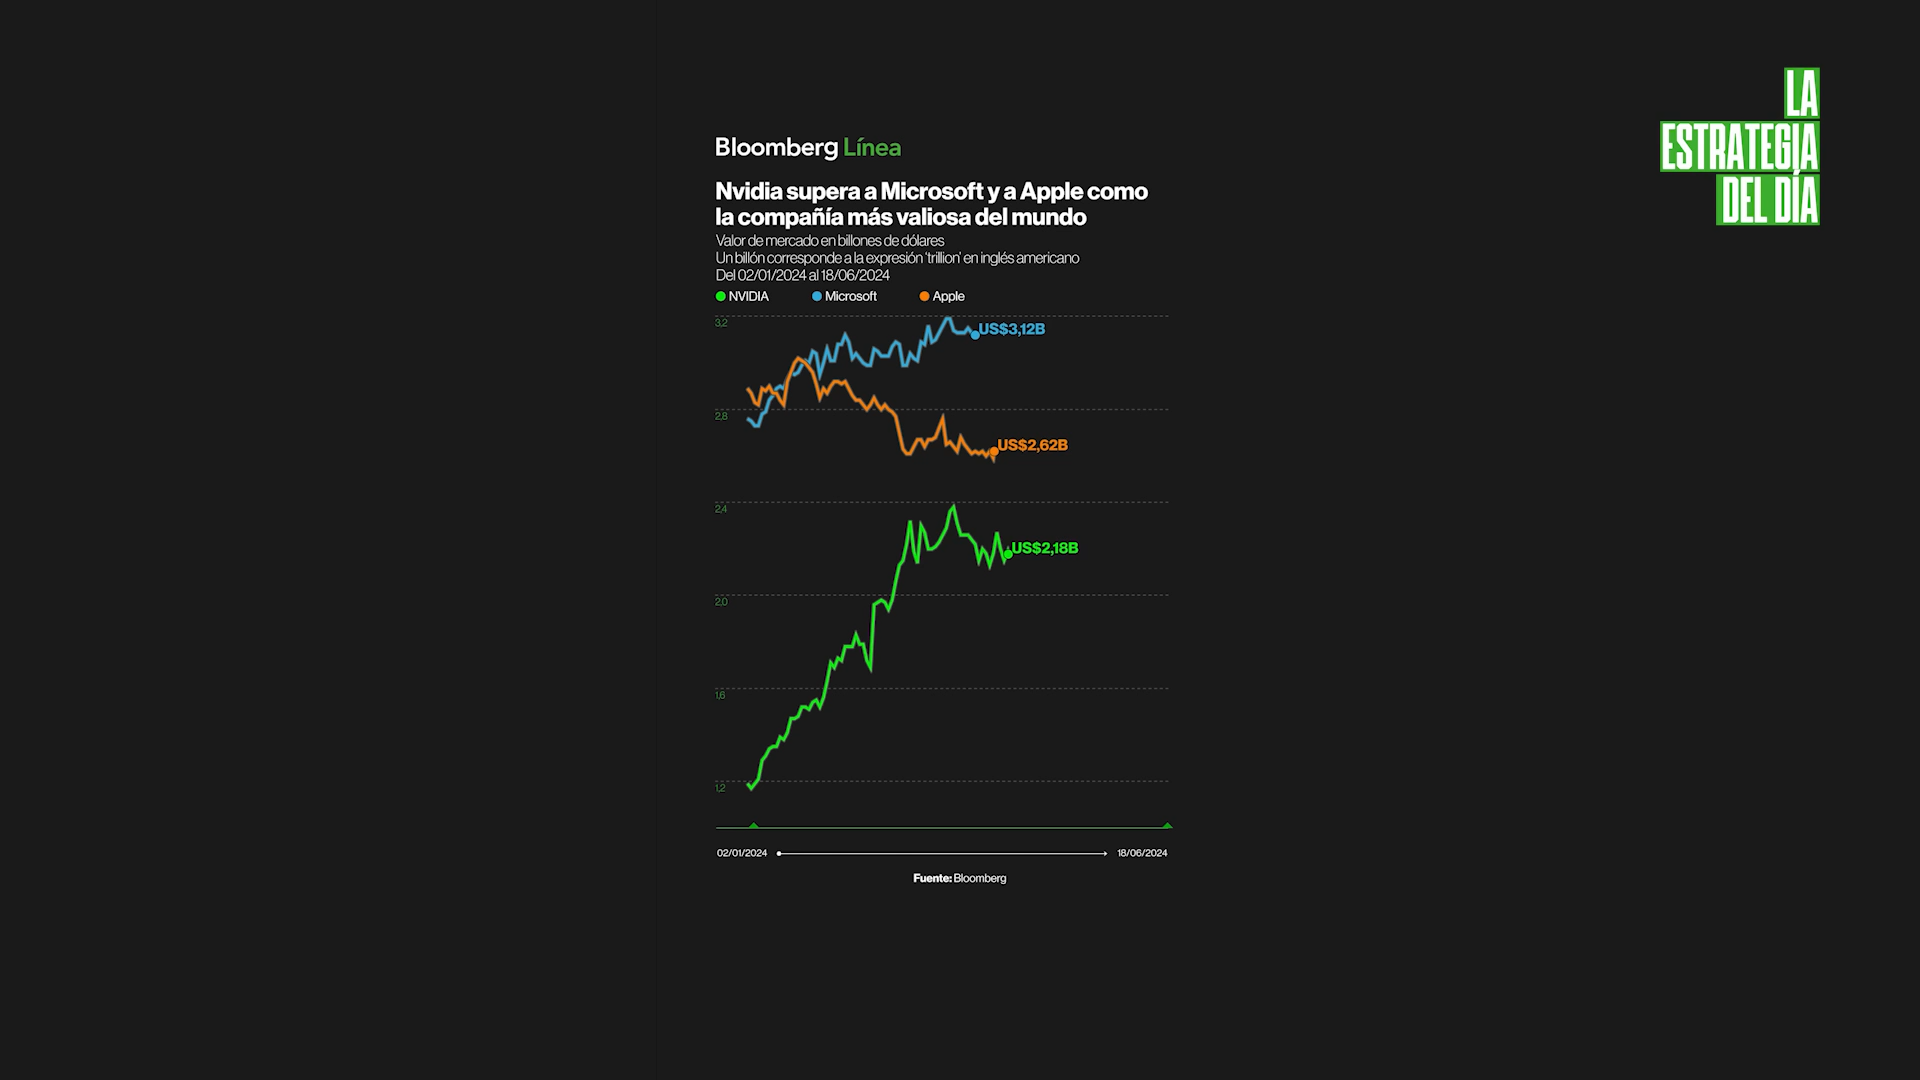 LA
ESTRATEGIA
DEL DÍA
Bloomberg Línea
Nvidia supera a Microsoft y a Apple como
la compañía más valiosa del mundo
Valor de mercado en billones de dólares
Un billón corresponde a la expresión ‘trillion’ en inglés americano
Del 02/01/2024 al 18/06/2024
NVIDIA Microsoft Apple
3,2
US$3,12B
2,8
US$2,62B
2,4
US$2,18B
2,0
1,6
1,2
02/01/2024 18/06/2024
Fuente: Bloomberg